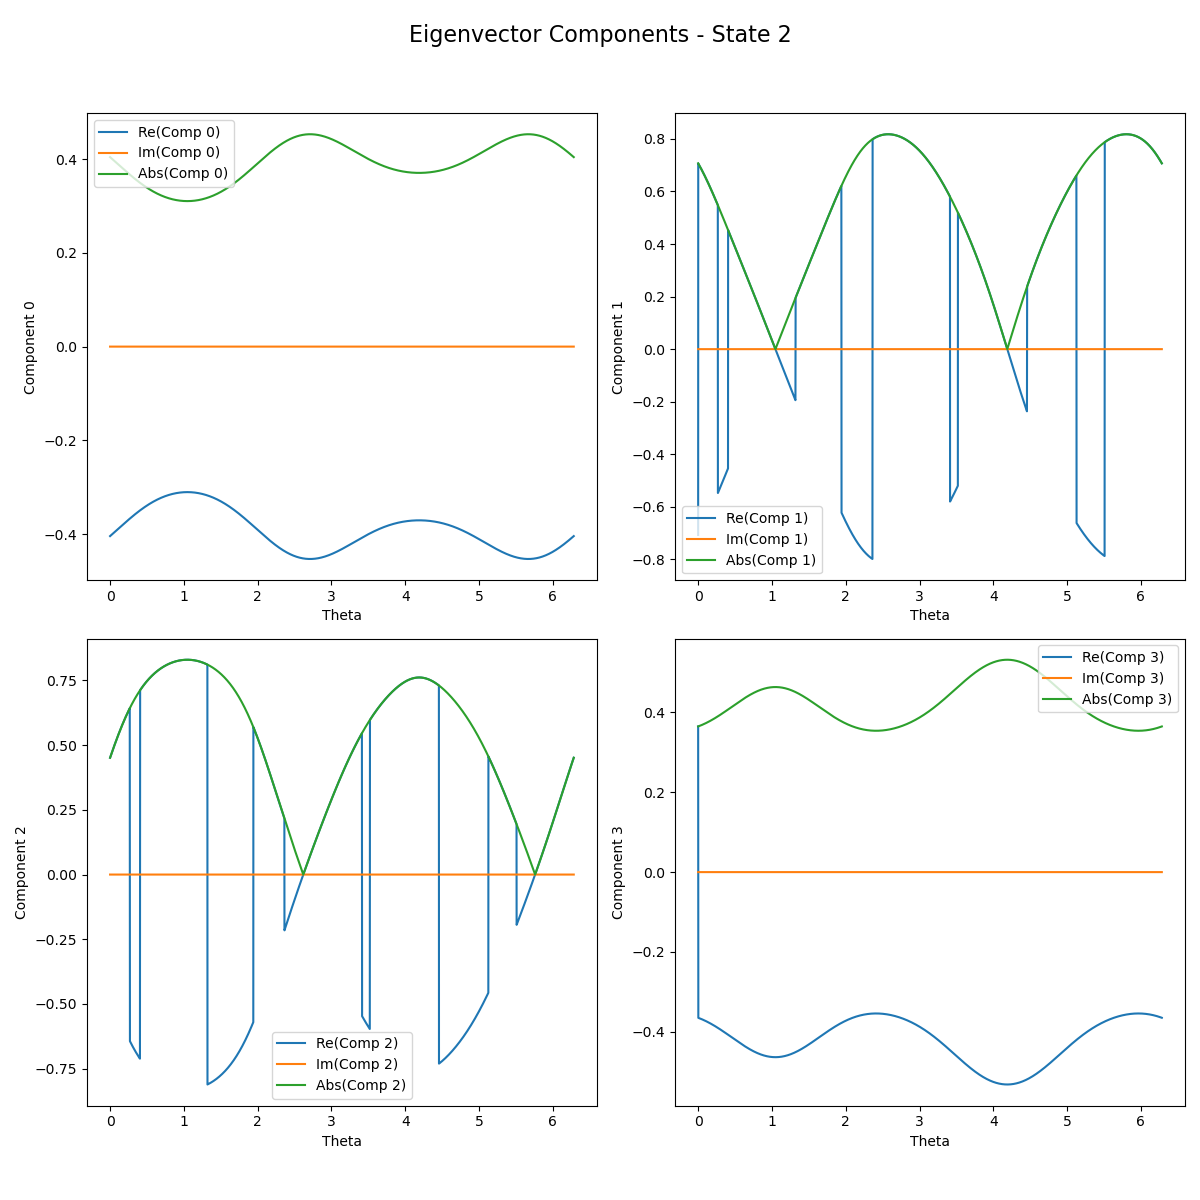 Eigenvector Components - State 2
Re(Comp 0)
Im(Comp 0)
Abs(Comp 0)
Component 0
0.4
0.2
0.0
−0.2
−0.4
0 1 2 3 4 5 6
Theta
Component 1
0.8
0.6
0.4
0.2
0.0
−0.2
−0.4
−0.6
−0.8
Re(Comp 1)
Im(Comp 1)
Abs(Comp 1)
0 1 2 3 4 5 6
Theta
Component 2
0.75
0.50
0.25
0.00
−0.25
−0.50
−0.75
Re(Comp 2)
Im(Comp 2)
Abs(Comp 2)
0 1 2 3 4 5 6
Theta
Re(Comp 3)
Im(Comp 3)
Abs(Comp 3)
Component 3
0.4
0.2
0.0
−0.2
−0.4
0 1 2 3 4 5 6
Theta